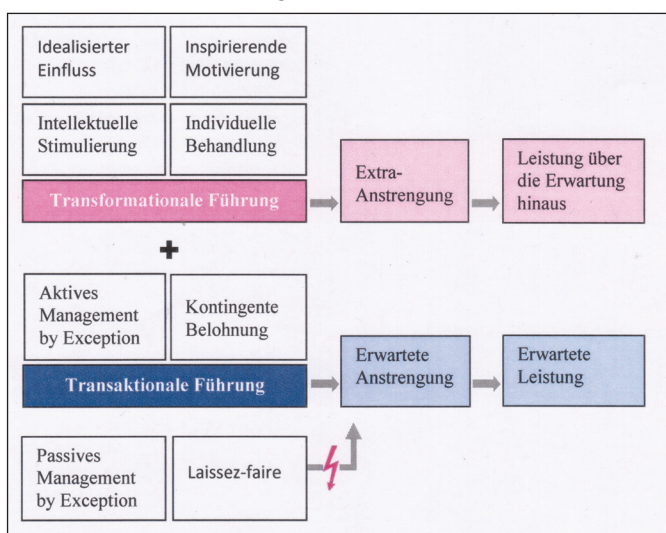 Idealisierter
Einfluss
Inspirierende
Motivierung
Intellektuelle
Stimulierung
Individuelle
Behandlung
Transformationale Führung
Extra-
Anstrengung
Leistung über
die Erwartung
hinaus
+
Aktives
Management
by Exception
Kontingente
Belohnung
Transaktionale Führung
Erwartete
Anstrengung
Erwartete
Leistung
Passives
Management
by Exception
Laissez-faire